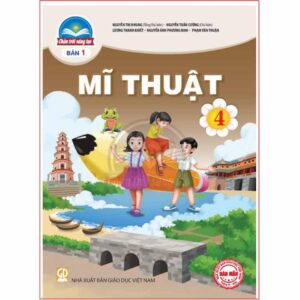 NGUYỄN THỊ NHUNG (Tổng Chủ biên) – NGUYỄN TUẤN CƯỜNG (Chủ biên)
LƯƠNG THANH KHIẾT – NGUYỄN ÁNH PHƯƠNG NAM – PHẠM VĂN THUẬN
Chân trời sáng tạo
BẢN 1
MĨ THUẬT
4
NHÀ XUẤT BẢN GIÁO DỤC VIỆT NAM